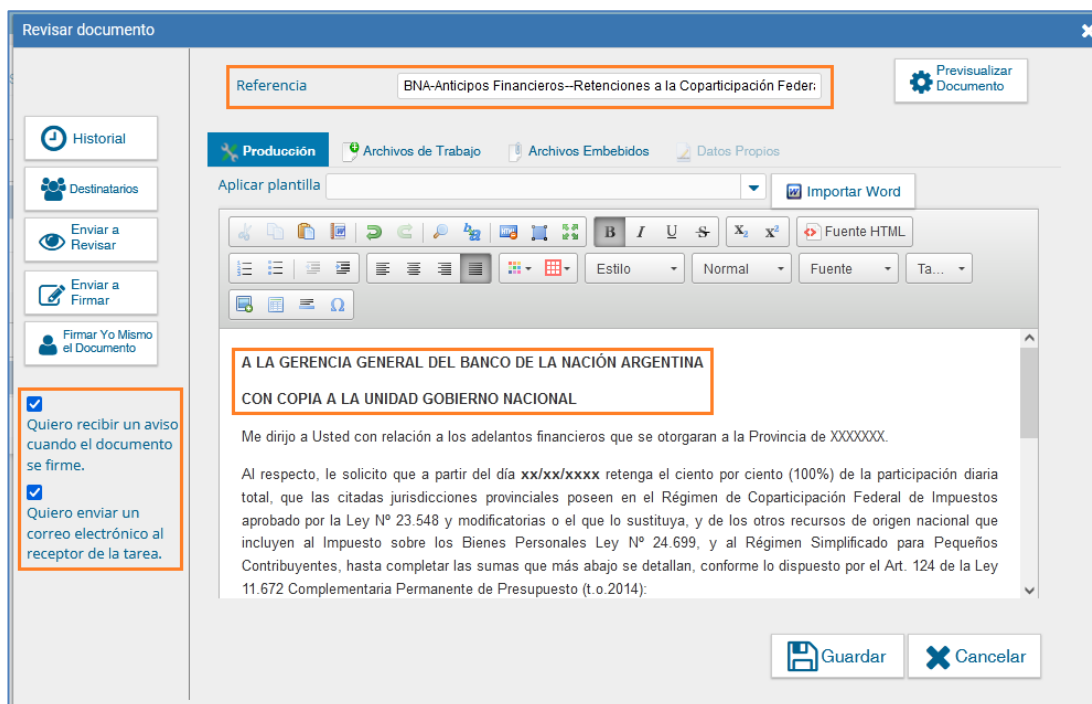 Revisar documento
Referencia
BNA-Anticipos Financieros--Retenciones a la Coparticipación Feder
Previsualizar
Documento
Historial
Destinatarios
Enviar a
Revisar
Enviar a
Firmar
Firmar Yo Mismo
el Documento
Quiero recibir un aviso
cuando el documento
se firme.
Quiero enviar un
correo electrónico al
receptor de la tarea.
Producción
Archivos de Trabajo
Archivos Embebidos
Datos Propios
Aplicar plantilla
Importar Word
B I U S X₂ x² Fuente HTML
Estilo Normal Fuente Ta...
Ω
A LA GERENCIA GENERAL DEL BANCO DE LA NACIÓN ARGENTINA
CON COPIA A LA UNIDAD GOBIERNO NACIONAL
Me dirijo a Usted con relación a los adelantos financieros que se otorgaran a la Provincia de XXXXXXX.
Al respecto, le solicito que a partir del día xx/xx/xxxx retenga el ciento por ciento (100%) de la participación diaria
total, que las citadas jurisdicciones provinciales poseen en el Régimen de Coparticipación Federal de Impuestos
aprobado por la Ley Nº 23.548 y modificatorias o el que lo sustituya, y de los otros recursos de origen nacional que
incluyen al Impuesto sobre los Bienes Personales Ley Nº 24.699, y al Régimen Simplificado para Pequeños
Contribuyentes, hasta completar las sumas que más abajo se detallan, conforme lo dispuesto por el Art. 124 de la Ley
11.672 Complementaria Permanente de Presupuesto (t.o.2014):
Guardar
Cancelar